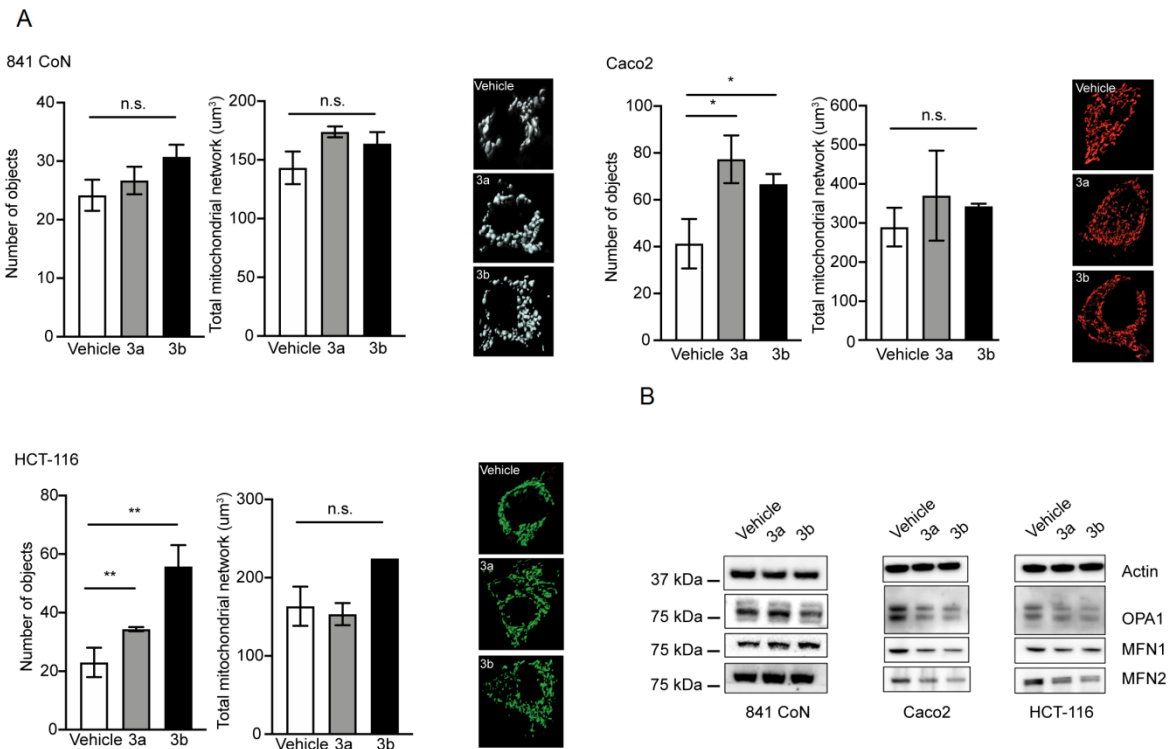 A
841 CoN
Number of objects
40
30
20
10
0
n.s.
Vehicle 3a 3b
Total mitochondrial network (um³)
200
150
100
50
0
n.s.
Vehicle 3a 3b
Vehicle
3a
3b
Caco2
Number of objects
100
80
60
40
20
0
*
*
Vehicle 3a 3b
Total mitochondrial network (um³)
600
500
400
300
200
100
0
n.s.
Vehicle 3a 3b
Vehicle
3a
3b
HCT-116
Number of objects
80
60
40
20
0
**
**
Vehicle 3a 3b
Total mitochondrial network (um³)
300
200
100
0
n.s.
Vehicle 3a 3b
Vehicle
3a
3b
B
Vehicle 3a 3b
Vehicle 3a 3b
Vehicle 3a 3b
37 kDa
Actin
75 kDa
OPA1
75 kDa
MFN1
75 kDa
MFN2
841 CoN
Caco2
HCT-116